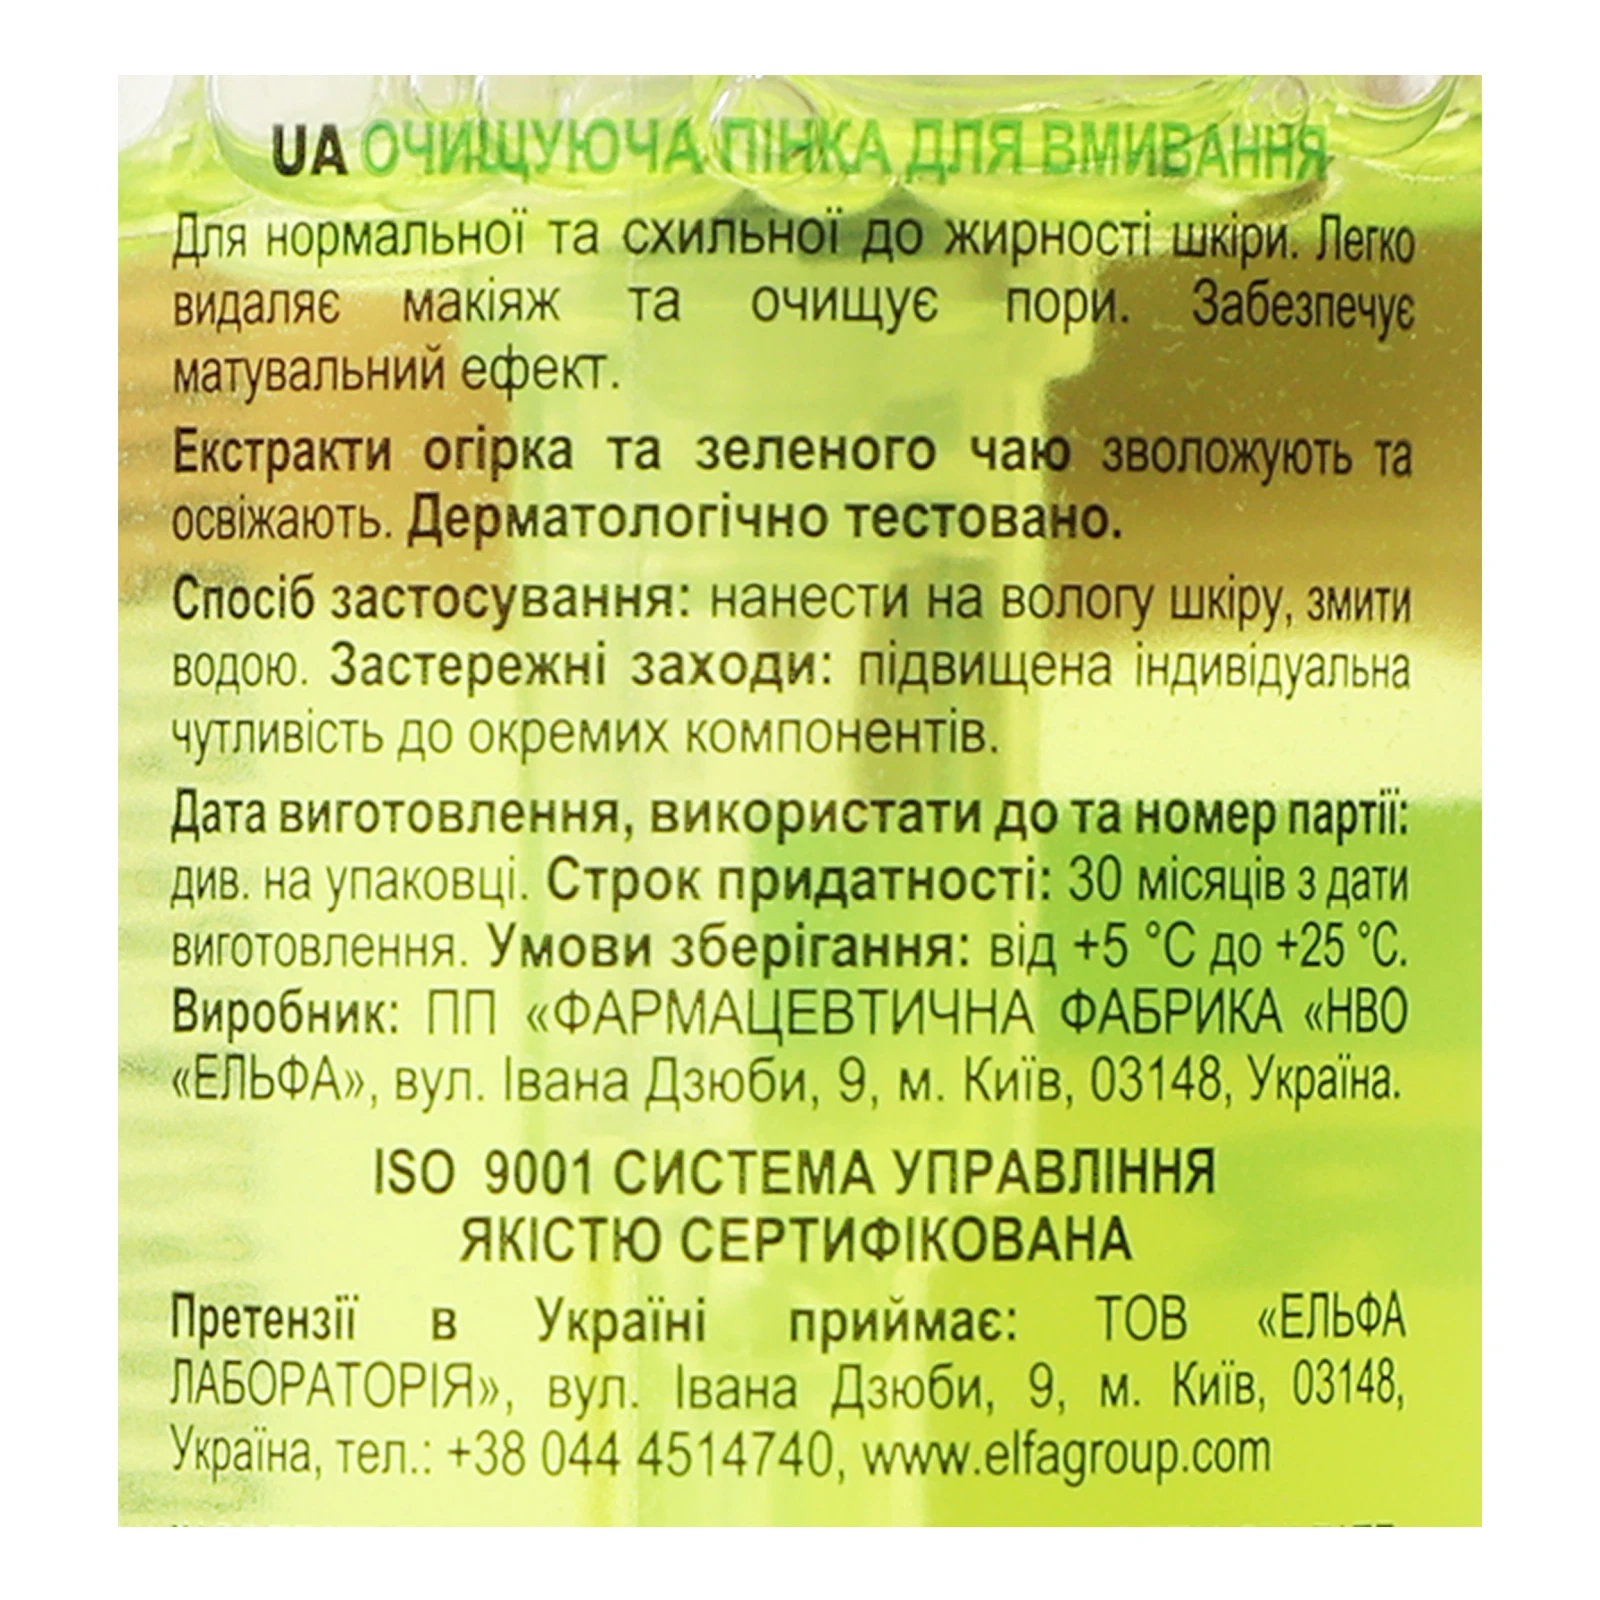 UA ОЧИЩУЮЧА ПІНКА ДЛЯ ВМИВАННЯ
Для нормальної та схильної до жирності шкіри. Легко
видаляє макіяж та очищує пори. Забезпечує
матувальний ефект.
Екстракти огірка та зеленого чаю зволожують та
освіжають. Дерматологічно тестовано.
Спосіб застосування: нанести на вологу шкіру, змити
водою. Застережні заходи: підвищена індивідуальна
чутливість до окремих компонентів.
Дата виготовлення, використати до та номер партії:
див. на упаковці. Строк придатності: 30 місяців з дати
виготовлення. Умови зберігання: від +5 °С до +25 °С.
Виробник: ПП «ФАРМАЦЕВТИЧНА ФАБРИКА «НВО
«ЕЛЬФА», вул. Івана Дзюби, 9, м. Київ, 03148, Україна.
ISO 9001 СИСТЕМА УПРАВЛІННЯ
ЯКІСТЮ СЕРТИФІКОВАНА
Претензії в Україні приймає: ТОВ «ЕЛЬФА
ЛАБОРАТОРІЯ», вул. Івана Дзюби, 9, м. Київ, 03148,
Україна, тел.: +38 044 4514740, www.elfagroup.com